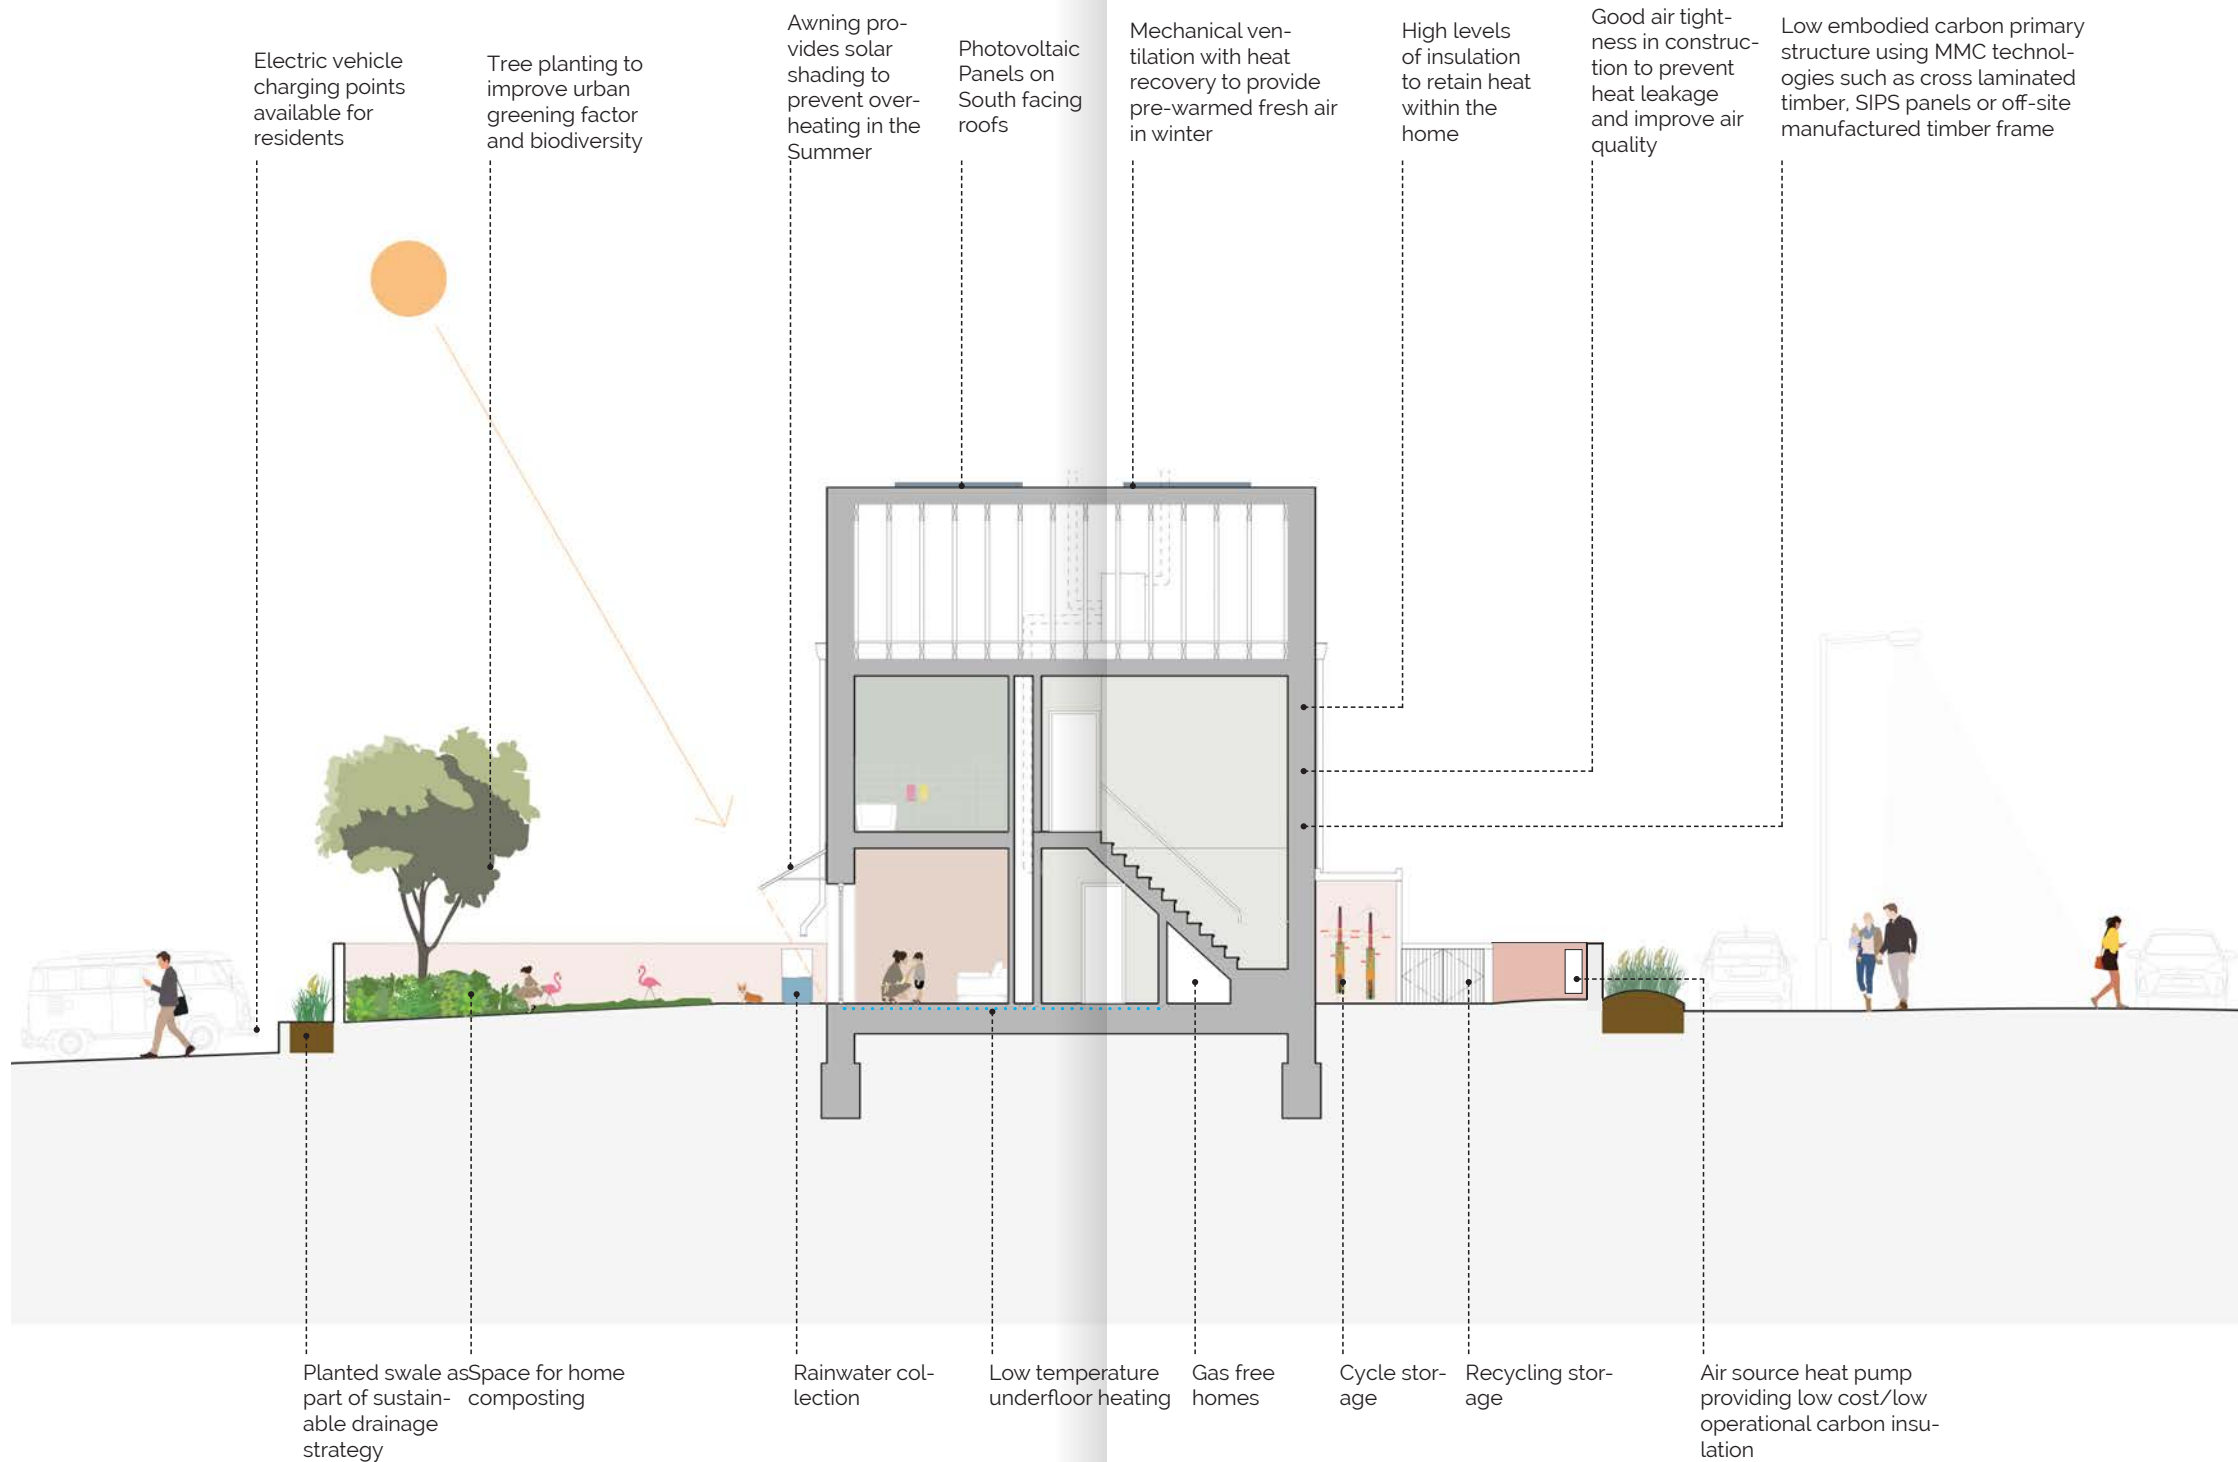 Electric vehicle
charging points
available for
residents
Tree planting to
improve urban
greening factor
and biodiversity
Awning pro-
vides solar
shading to
prevent over-
heating in the
Summer
Photovoltaic
Panels on
South facing
roofs
Mechanical ven-
tilation with heat
recovery to provide
pre-warmed fresh air
in winter
High levels
of insulation
to retain heat
within the
home
Good air tight-
ness in construc-
tion to prevent
heat leakage
and improve air
quality
Low embodied carbon primary
structure using MMC technol-
ogies such as cross laminated
timber, SIPS panels or off-site
manufactured timber frame
Planted swale as
part of sustain-
able drainage
strategy
Space for home
composting
Rainwater col-
lection
Low temperature
underfloor heating
Gas free
homes
Cycle stor-
age
Recycling stor-
age
Air source heat pump
providing low cost/low
operational carbon insu-
lation